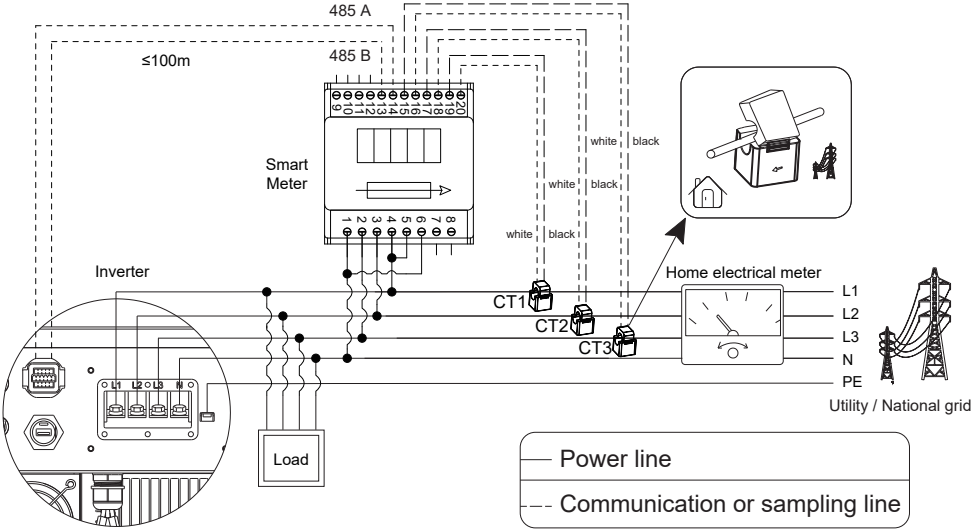 485 A
485 B
≤100m
9 10 11 12 13 14 15 16 17 18 19 20
Smart
Meter
1 2 3 4 5 6 7 8
white black
white black
white black
Inverter
Home electrical meter
CT1
CT2
CT3
L1
L2
L3
N
PE
L1 L2 L3 N
Load
Utility / National grid
Power line
Communication or sampling line